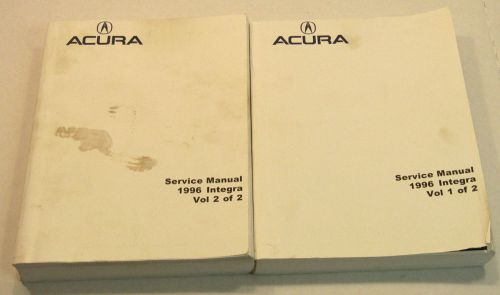 ACURA
Service Manual
1996 Integra
Vol 2 of 2
ACURA
Service Manual
1996 Integra
Vol 1 of 2